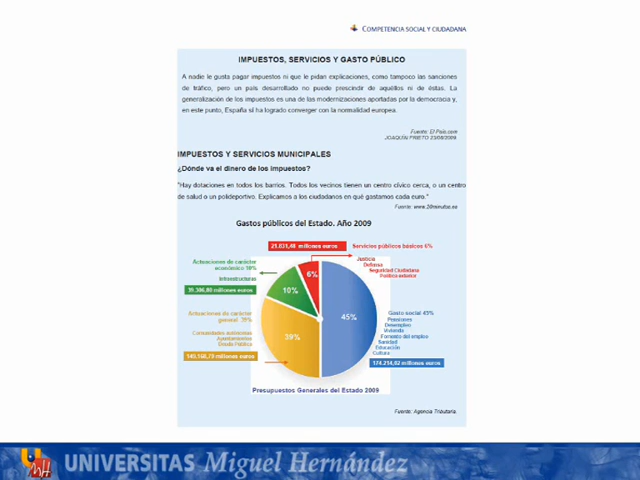 COMPETENCIA SOCIAL Y CIUDADANA
IMPUESTOS, SERVICIOS Y GASTO PÚBLICO
A nadie le gusta pagar impuestos ni que le pidan explicaciones, como tampoco las sanciones
de tráfico, pero un país desarrollado no puede prescindir de aquéllos ni de éstas. La
generalización de los impuestos es una de las modernizaciones aportadas por la democracia y,
en este punto, España sí ha logrado converger con la normalidad europea.
Fuente: El País.com
JOAQUÍN PRIETO 23/08/2009.
IMPUESTOS Y SERVICIOS MUNICIPALES
¿Dónde va el dinero de los impuestos?
"Hay dotaciones en todos los barrios. Todos los vecinos tienen un centro cívico cerca, o un centro
de salud o un polideportivo. Explicamos a los ciudadanos en qué gastamos cada euro."
Fuente: www.20minutos.es
Gastos públicos del Estado. Año 2009
21.831,48 millones euros
Servicios públicos básicos 6%
Justicia
Defensa
Seguridad Ciudadana
Política exterior
Actuaciones de carácter
económico 10%
Infraestructuras
millones euros
6%
10%
45%
39%
Actuaciones de carácter
general 39%
Comunidades autónomas
Ayuntamientos
Deuda Pública
millones euros
Gasto social 45%
Pensiones
Desempleo
Vivienda
Fomento del empleo
Sanidad
Educación
Cultura
174.214,02 millones euros
Presupuestos Generales del Estado 2009
Fuente: Agencia Tributaria.
UNIVERSITAS Miguel Hernández